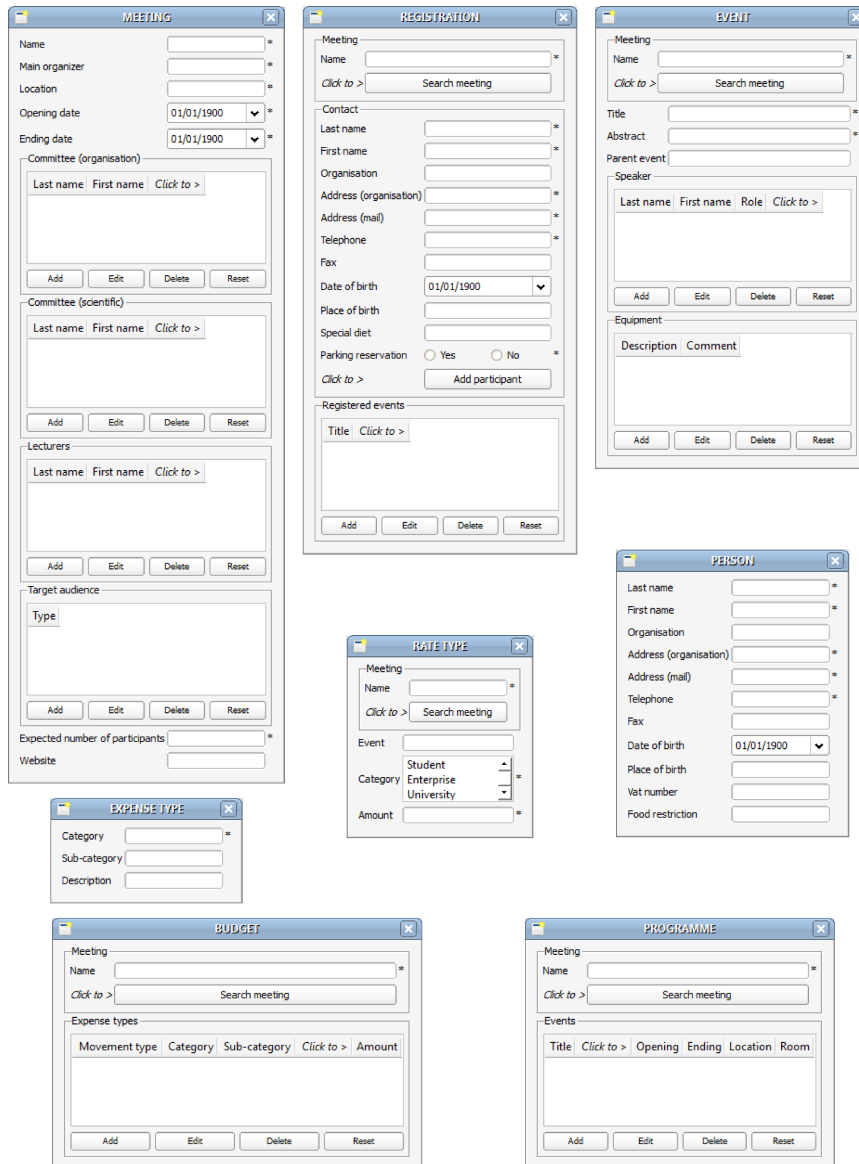 MEETING
Name *
Main organizer *
Location *
Opening date 01/01/1900 *
Ending date 01/01/1900 *
Committee (organisation)
Last name First name Click to >
Add Edit Delete Reset
Committee (scientific)
Last name First name Click to >
Add Edit Delete Reset
Lecturers
Last name First name Click to >
Add Edit Delete Reset
Target audience
Type
Add Edit Delete Reset
Expected number of participants *
Website
REGISTRATION
Meeting
Name *
Click to > Search meeting
Contact
Last name *
First name *
Organisation
Address (organisation) *
Address (mail) *
Telephone *
Fax
Date of birth 01/01/1900
Place of birth
Special diet
Parking reservation Yes No *
Click to > Add participant
Registered events
Title Click to >
Add Edit Delete Reset
EVENT
Meeting
Name *
Click to > Search meeting
Title *
Abstract *
Parent event
Speaker
Last name First name Role Click to >
Add Edit Delete Reset
Equipment
Description Comment
Add Edit Delete Reset
PERSON
Last name *
First name *
Organisation
Address (organisation) *
Address (mail) *
Telephone *
Fax
Date of birth 01/01/1900
Place of birth
Vat number
Food restriction
RATE TYPE
Meeting
Name *
Click to > Search meeting
Event
Category Student
Enterprise *
University
Amount *
EXPENSE TYPE
Category *
Sub-category
Description
BUDGET
Meeting
Name *
Click to > Search meeting
Expense types
Movement type Category Sub-category Click to > Amount
Add Edit Delete Reset
PROGRAMME
Meeting
Name *
Click to > Search meeting
Events
Title Click to > Opening Ending Location Room
Add Edit Delete Reset